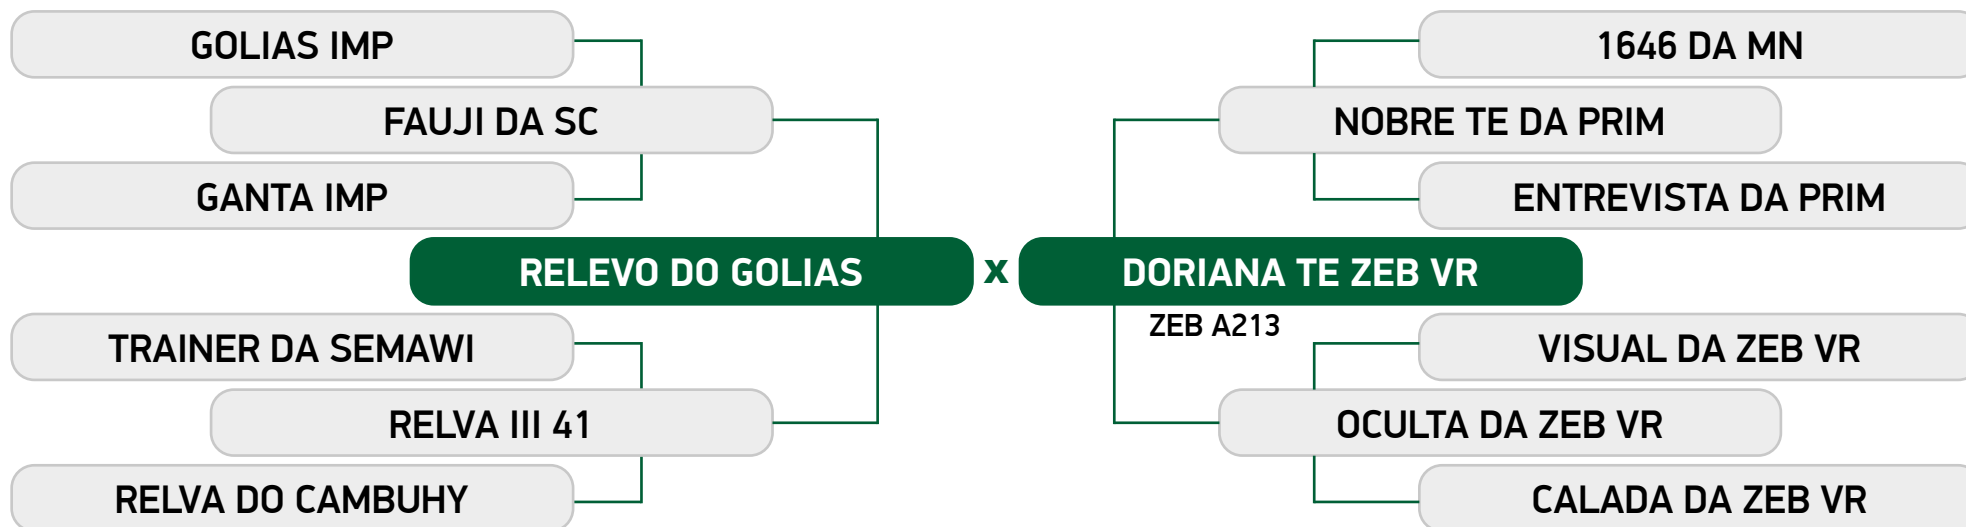 GOLIAS IMP
FAUJI DA SC
GANTA IMP
RELEVO DO GOLIAS
TRAINER DA SEMAWI
RELVA III 41
RELVA DO CAMBUHY
x
1646 DA MN
NOBRE TE DA PRIM
ENTREVISTA DA PRIM
DORIANA TE ZEB VR
ZEB A213
VISUAL DA ZEB VR
OCULTA DA ZEB VR
CALADA DA ZEB VR